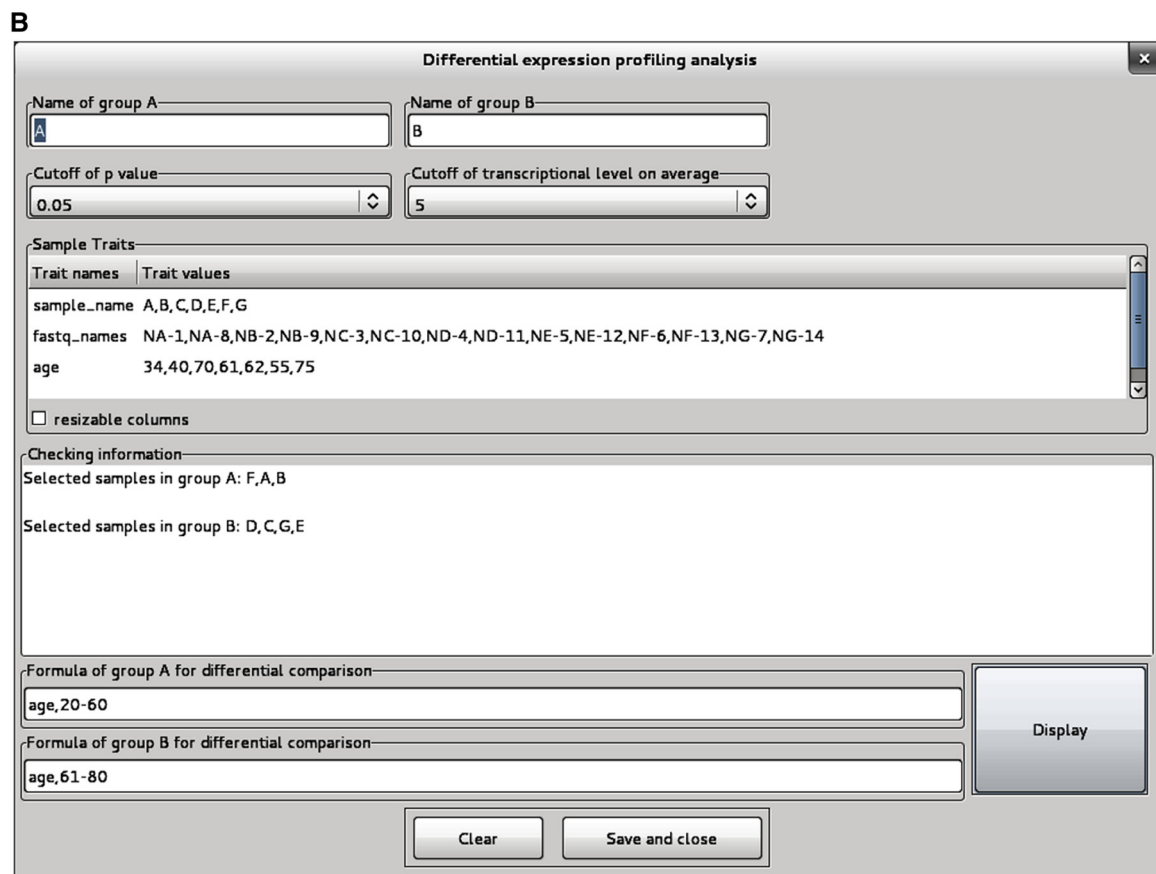 B
Differential expression profiling analysis
Name of group A
A
Name of group B
B
Cutoff of p value
0.05
Cutoff of transcriptional level on average
5
Sample Traits
Trait names Trait values
sample_name A,B,C,D,E,F,G
fastq_names NA-1,NA-8,NB-2,NB-9,NC-3,NC-10,ND-4,ND-11,NE-5,NE-12,NF-6,NF-13,NG-7,NG-14
age 34,40,70,61,62,55,75
resizable columns
Checking information
Selected samples in group A: F,A,B
Selected samples in group B: D,C,G,E
Formula of group A for differential comparison
age,20-60
Formula of group B for differential comparison
age,61-80
Display
Clear
Save and close